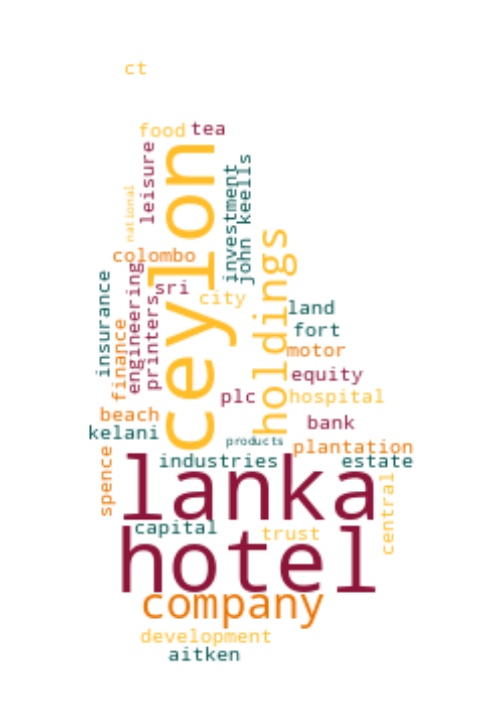 ct
food tea
leisure
ceylon
national
investment
john keells
colombo
holdings
engineering
sri
city
insurance
printers
land
finance
fort
motor
equity
plc
hospital
beach
bank
kelani
products
plantation
industries
estate
spence
lanka
central
capital
trust
hotel
company
development
aitken